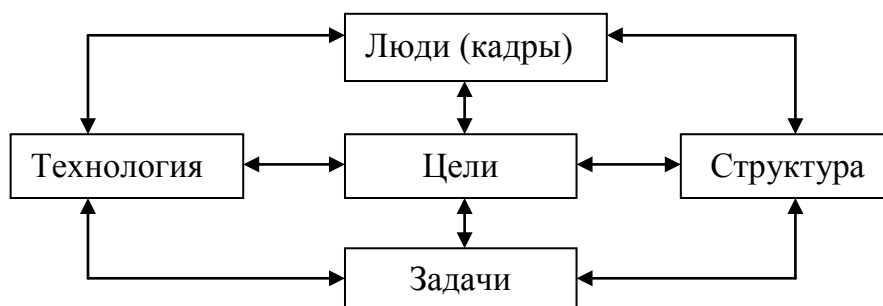 Люди (кадры)
Технология
Цели
Структура
Задачи